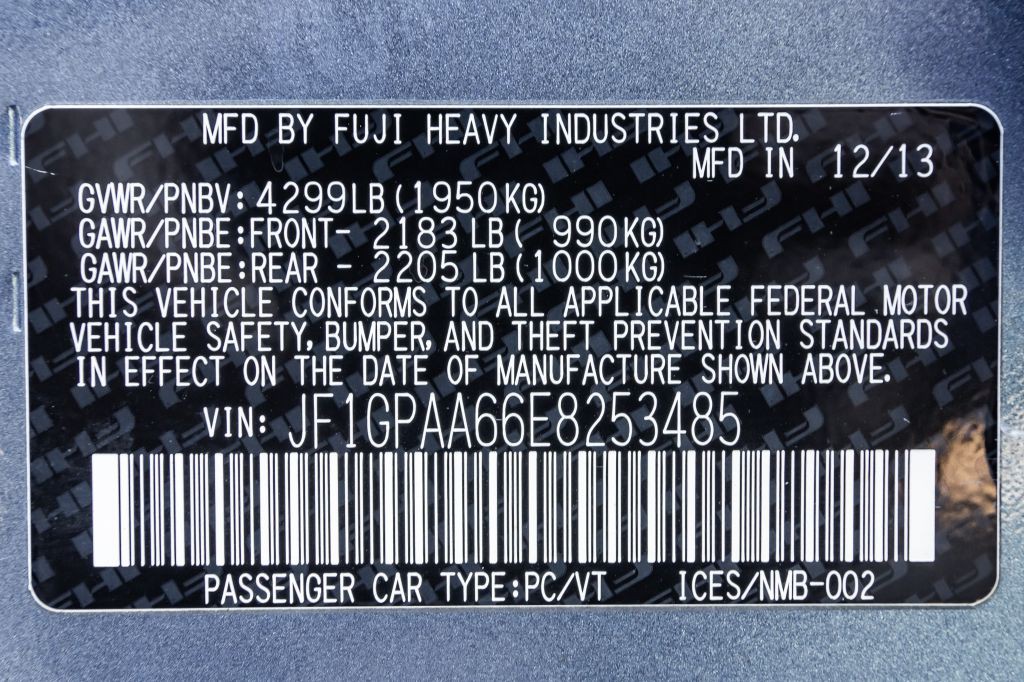 MFD BY FUJI HEAVY INDUSTRIES LTD.
MFD IN 12/13
GVWR/PNBV: 4299LB (1950KG)
GAWR/PNBE:FRONT- 2183 LB ( 990KG)
GAWR/PNBE:REAR - 2205 LB (1000KG)
THIS VEHICLE CONFORMS TO ALL APPLICABLE FEDERAL MOTOR
VEHICLE SAFETY, BUMPER, AND THEFT PREVENTION STANDARDS
IN EFFECT ON THE DATE OF MANUFACTURE SHOWN ABOVE.
VIN: JF1GPAA66E8253485
PASSENGER CAR TYPE:PC/VT ICES/NMB-002